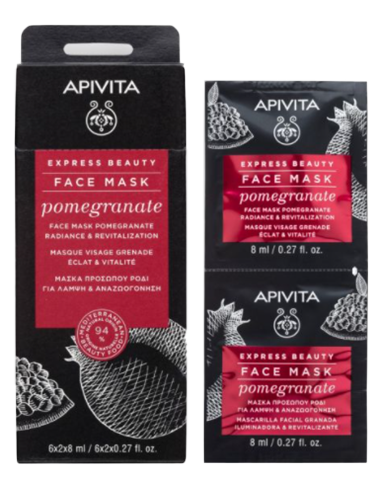 APIVITA
EXPRESS BEAUTY
FACE MASK
pomegranate
FACE MASK POMEGRANATE
RADIANCE & REVITALIZATION
MASQUE VISAGE GRENADE
ÉCLAT & VITALITÉ
ΜΑΣΚΑ ΠΡΟΣΩΠΟΥ ΡΟΔΙ
ΓΙΑ ΛΑΜΨΗ & ΑΝΑΖΩΟΓΟΝΗΣΗ
MEDITERRANEAN
BEAUTY FOOD
94
%
6x2x8 ml / 6x2x0.27 fl. oz.
APIVITA
EXPRESS BEAUTY
FACE MASK
pomegranate
FACE MASK POMEGRANATE
RADIANCE & REVITALIZATION
MASQUE VISAGE GRENADE
ÉCLAT & VITALITÉ
8 ml / 0.27 fl. oz.
APIVITA
EXPRESS BEAUTY
FACE MASK
pomegranate
ΜΑΣΚΑ ΠΡΟΣΩΠΟΥ ΡΟΔΙ
ΓΙΑ ΛΑΜΨΗ & ΑΝΑΖΩΟΓΟΝΗΣΗ
MASCARILLA FACIAL GRANADA
ILUMINADORA & REVITALIZANTE
8 ml / 0.27 fl. oz.